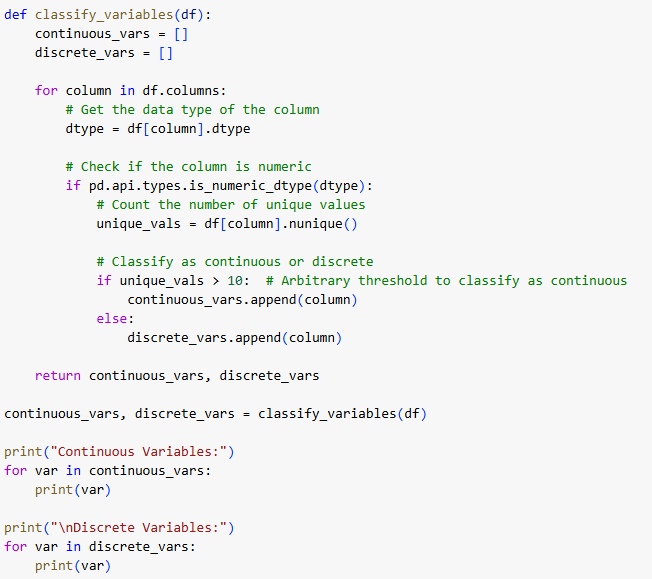 def classify_variables(df):
    continuous_vars = []
    discrete_vars = []

    for column in df.columns:
        # Get the data type of the column
        dtype = df[column].dtype

        # Check if the column is numeric
        if pd.api.types.is_numeric_dtype(dtype):
            # Count the number of unique values
            unique_vals = df[column].nunique()

            # Classify as continuous or discrete
            if unique_vals > 10:  # Arbitrary threshold to classify as continuous
                continuous_vars.append(column)
            else:
                discrete_vars.append(column)

    return continuous_vars, discrete_vars

continuous_vars, discrete_vars = classify_variables(df)

print("Continuous Variables:")
for var in continuous_vars:
    print(var)

print("\nDiscrete Variables:")
for var in discrete_vars:
    print(var)